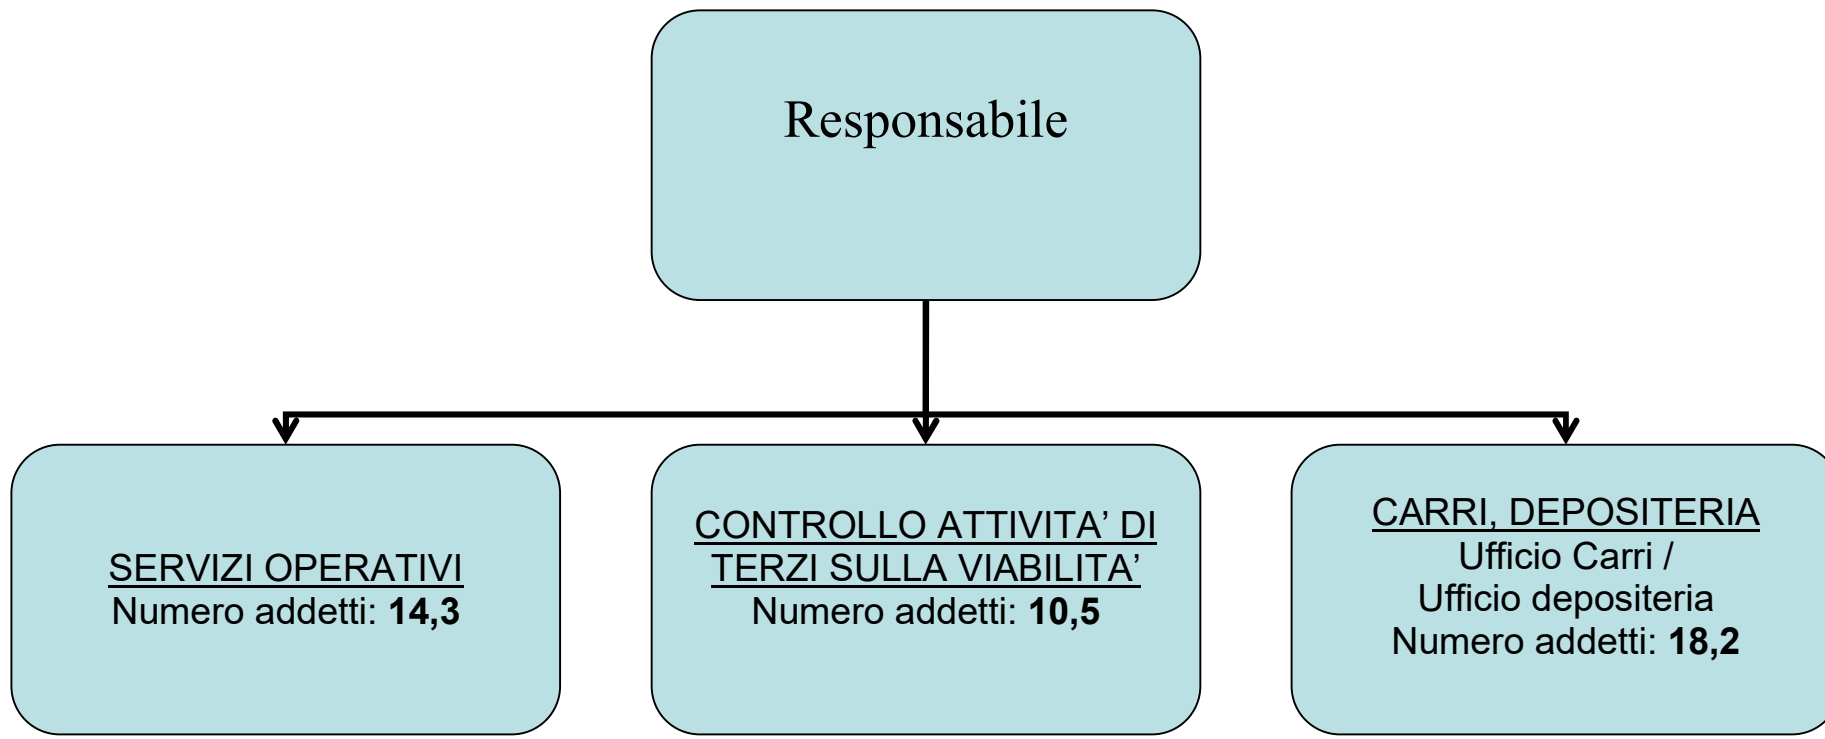 Responsabile
SERVIZI OPERATIVI
Numero addetti: 14,3
CONTROLLO ATTIVITA’ DI
TERZI SULLA VIABILITA’
Numero addetti: 10,5
CARRI, DEPOSITERIA
Ufficio Carri /
Ufficio depositeria
Numero addetti: 18,2